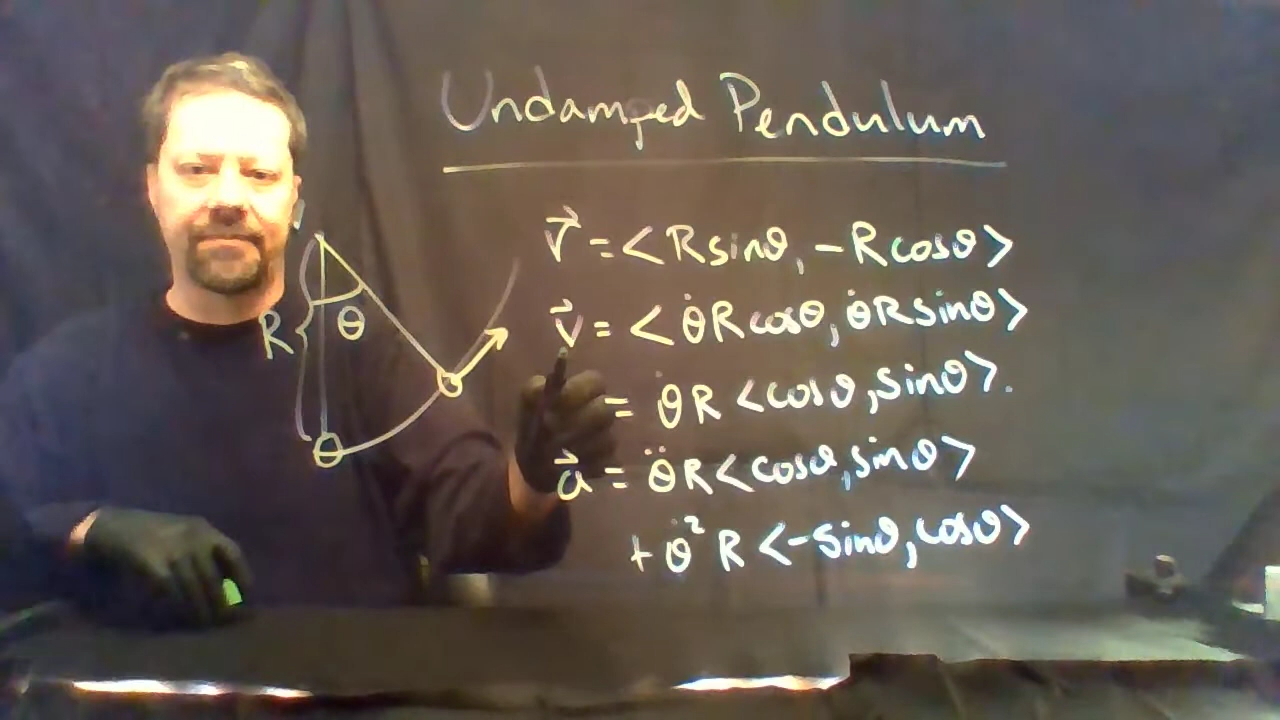 Undamped Pendulum
R θ
r⃗ = <Rsinθ, -Rcosθ>
v⃗ = <θ̇Rcosθ, θ̇Rsinθ>
= θ̇R<cosθ, sinθ>.
a⃗ = θ̈R<cosθ, sinθ>
+ θ̇²R<-sinθ, cosθ>